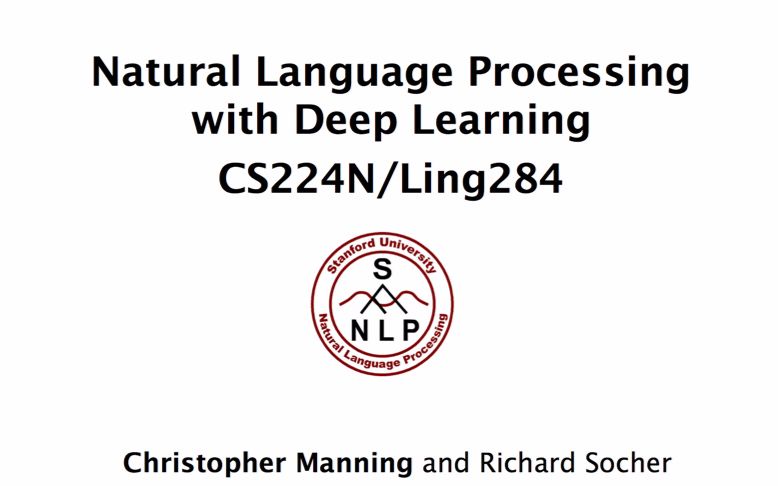 Natural Language Processing
with Deep Learning
CS224N/Ling284
Stanford University
S
N L P
Natural Language Processing
Christopher Manning and Richard Socher